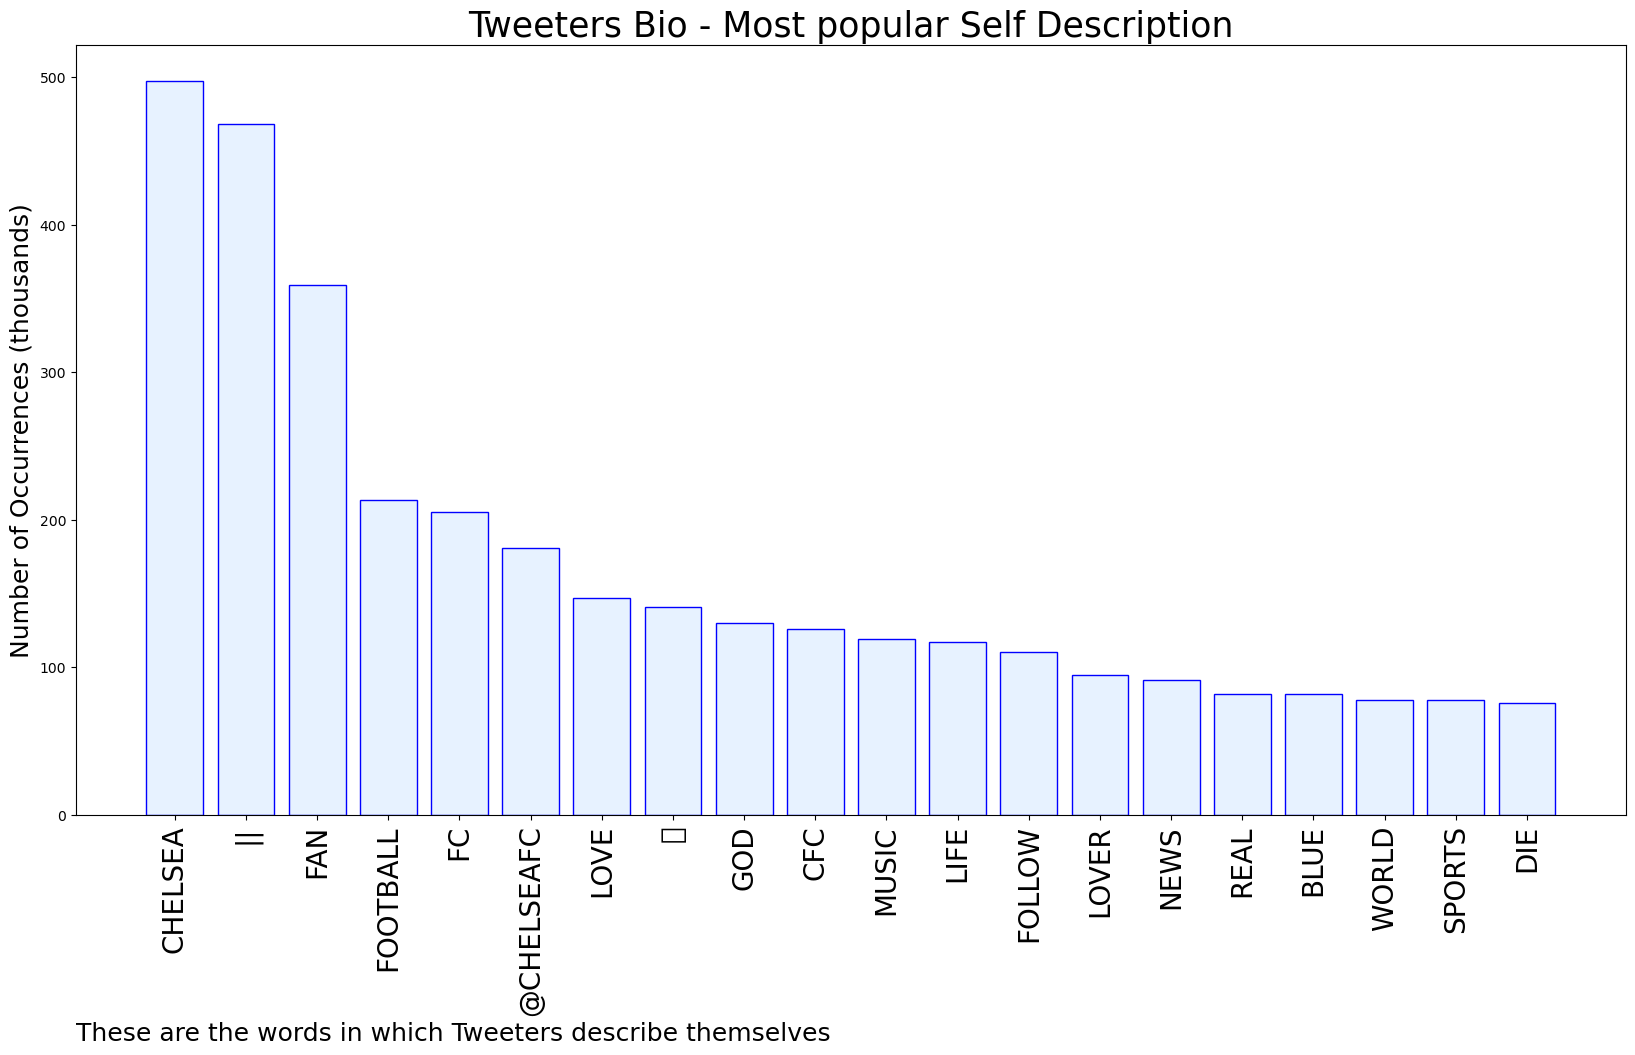 Tweeters Bio - Most popular Self Description
Number of Occurrences (thousands)
500
400
300
200
100
0
CHELSEA
||
FAN
FOOTBALL
FC
@CHELSEAFC
LOVE
▯
GOD
CFC
MUSIC
LIFE
FOLLOW
LOVER
NEWS
REAL
BLUE
WORLD
SPORTS
DIE
These are the words in which Tweeters describe themselves